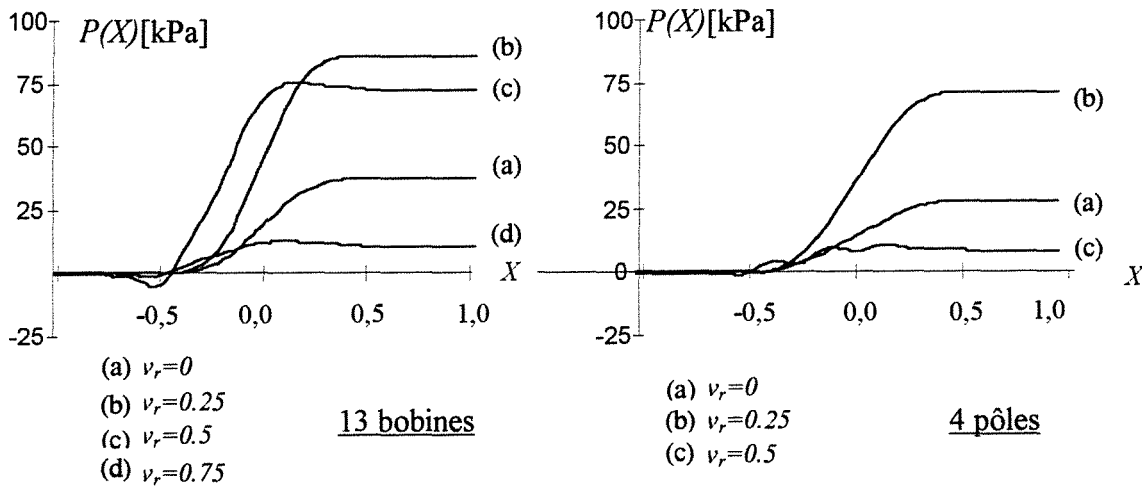 100
P(X)[kPa]
(b)
75
(c)
50
(a)
25
(d)
0
X
-0,5 0,0 0,5 1,0
-25
(a) v_r=0
(b) v_r=0.25
(c) v_r=0.5
(d) v_r=0.75
13 bobines
100
P(X)[kPa]
75
(b)
50
25
(a)
(c)
0
X
-0,5 0,0 0,5 1,0
-25
(a) v_r=0
(b) v_r=0.25
(c) v_r=0.5
4 pôles